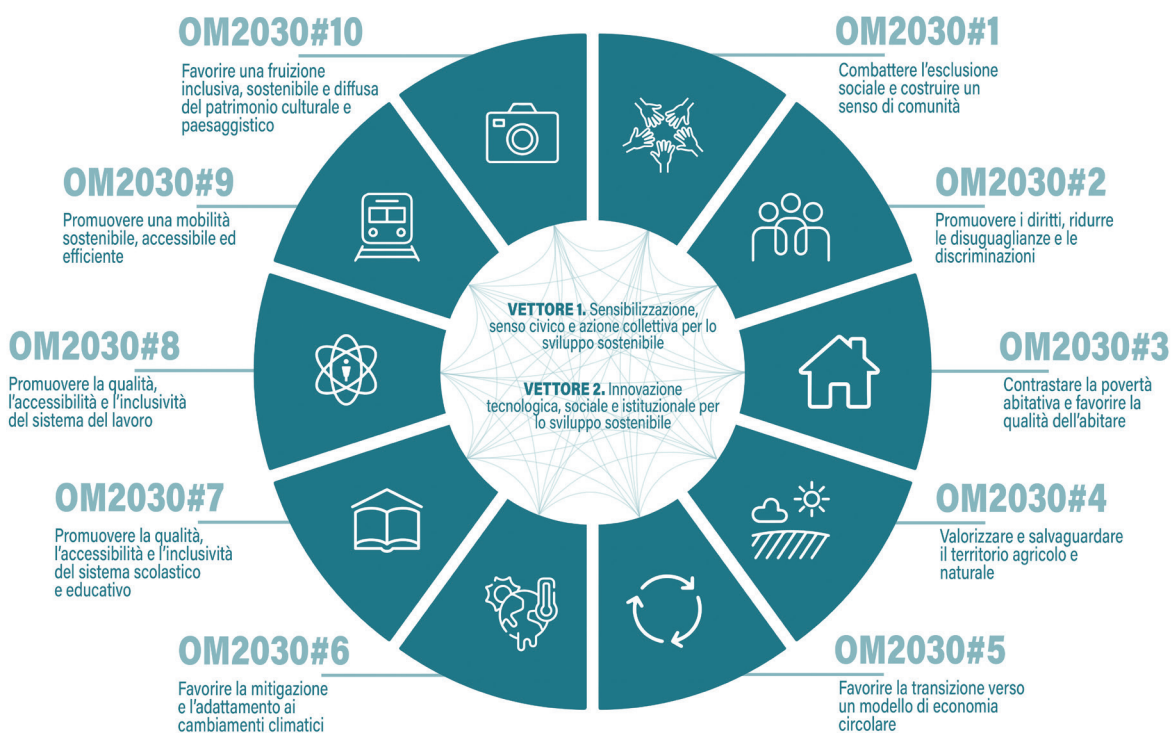 OM2030#10
Favorire una fruizione
inclusiva, sostenibile e diffusa
del patrimonio culturale e
paesaggistico
OM2030#1
Combattere l'esclusione
sociale e costruire un
senso di comunità
OM2030#9
Promuovere una mobilità
sostenibile, accessibile ed
efficiente
OM2030#2
Promuovere i diritti, ridurre
le disuguaglianze e le
discriminazioni
VETTORE 1. Sensibilizzazione,
senso civico e azione collettiva per lo
sviluppo sostenibile
VETTORE 2. Innovazione
tecnologica, sociale e istituzionale per
lo sviluppo sostenibile
OM2030#8
Promuovere la qualità,
l'accessibilità e l'inclusività
del sistema del lavoro
OM2030#3
Contrastare la povertà
abitativa e favorire la
qualità dell'abitare
OM2030#7
Promuovere la qualità,
l'accessibilità e l'inclusività
del sistema scolastico
e educativo
OM2030#4
Valorizzare e salvaguardare
il territorio agricolo e
naturale
OM2030#6
Favorire la mitigazione
e l'adattamento ai
cambiamenti climatici
OM2030#5
Favorire la transizione verso
un modello di economia
circolare